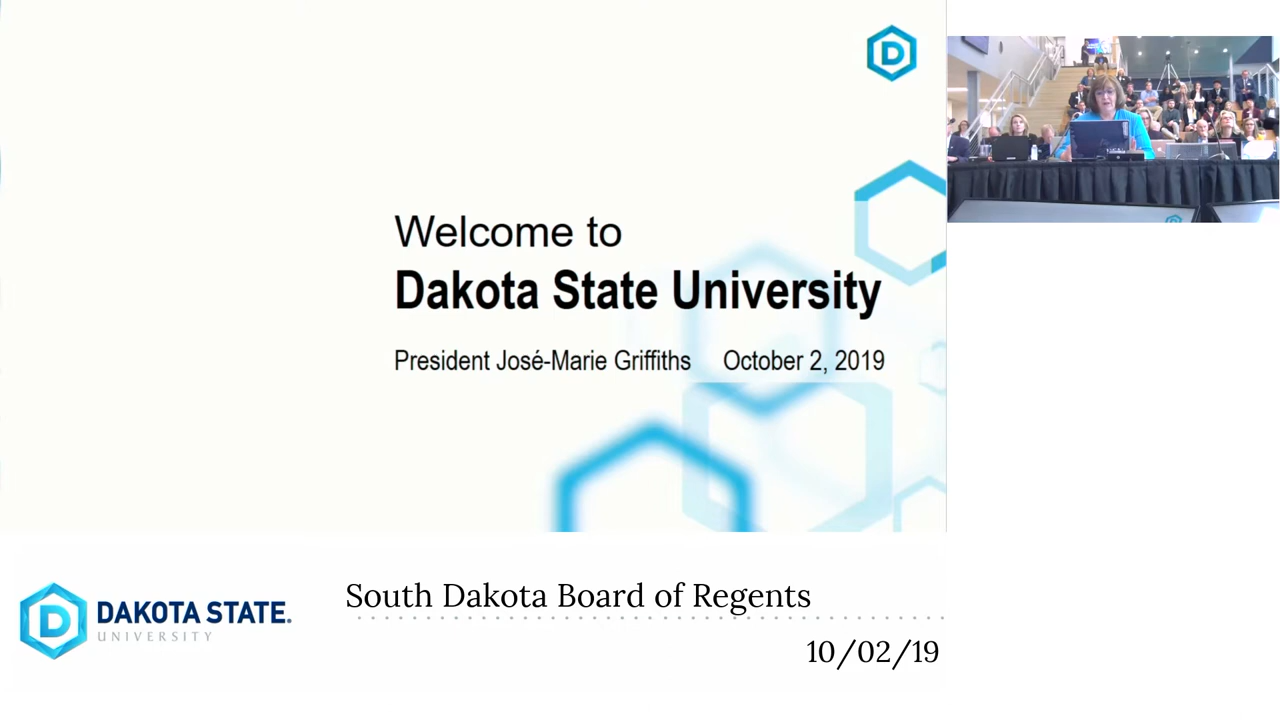 D
Welcome to
Dakota State University
President José-Marie Griffiths October 2, 2019
D DAKOTA STATE.
UNIVERSITY
South Dakota Board of Regents
10/02/19